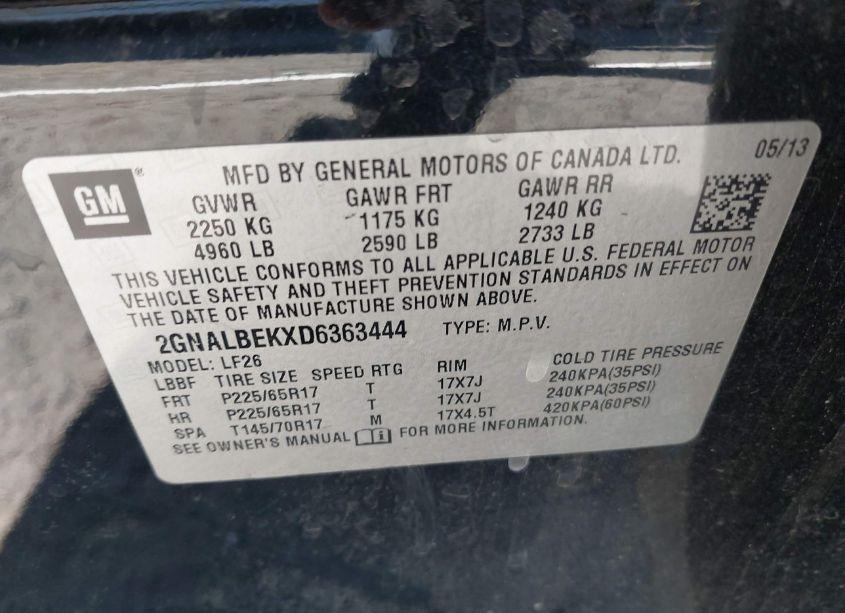 GM ® MFD BY GENERAL MOTORS OF CANADA LTD. 05/13
GVWR GAWR FRT GAWR RR
2250 KG 1175 KG 1240 KG
4960 LB 2590 LB 2733 LB
THIS VEHICLE CONFORMS TO ALL APPLICABLE U.S. FEDERAL MOTOR
VEHICLE SAFETY AND THEFT PREVENTION STANDARDS IN EFFECT ON
THE DATE OF MANUFACTURE SHOWN ABOVE.
2GNALBEKXD6363444 TYPE: M.P.V.
MODEL: LF26
LBBF TIRE SIZE SPEED RTG RIM COLD TIRE PRESSURE
FRT P225/65R17 T 17X7J 240KPA(35PSI)
RR P225/65R17 T 17X7J 240KPA(35PSI)
SPA T145/70R17 M 17X4.5T 420KPA(60PSI)
SEE OWNER'S MANUAL FOR MORE INFORMATION.